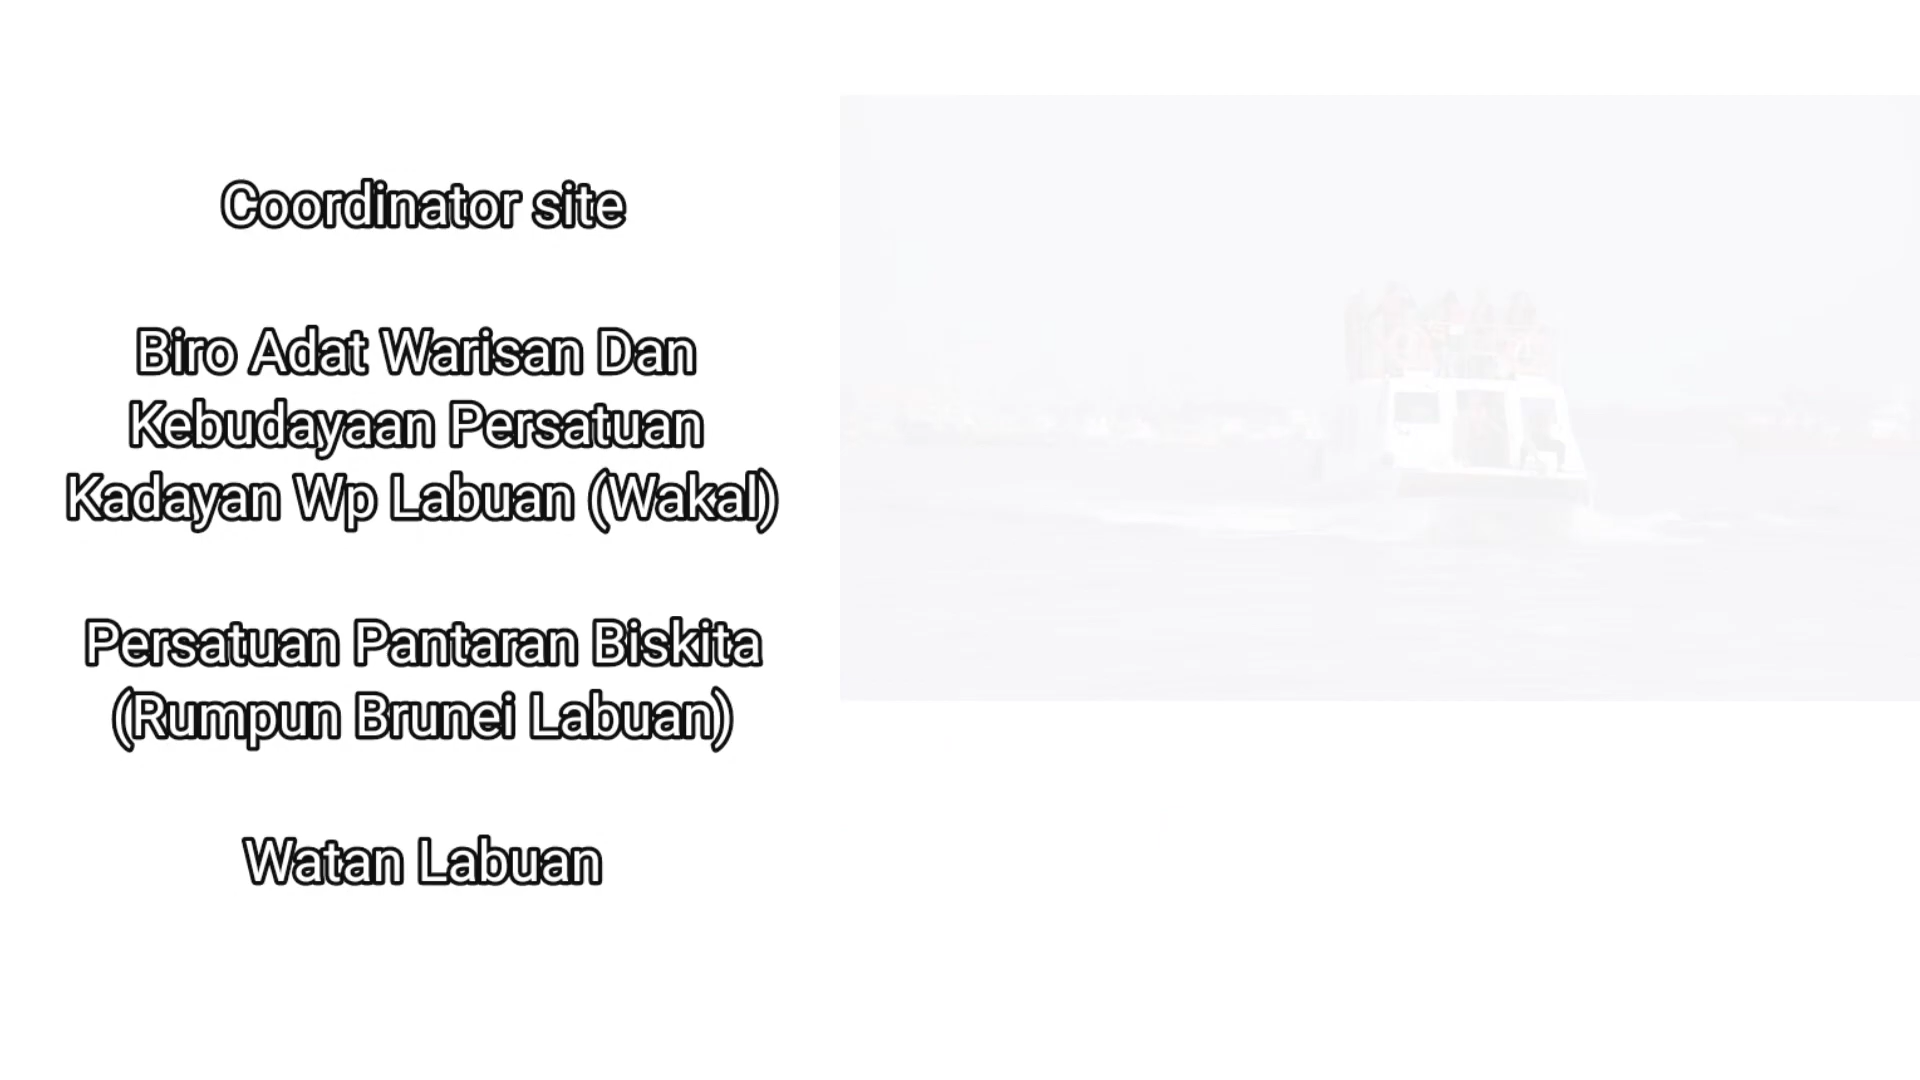 Coordinator site
Biro Adat Warisan Dan
Kebudayaan Persatuan
Kadayan Wp Labuan (Wakal)
Persatuan Pantaran Biskita
(Rumpun Brunei Labuan)
Watan Labuan